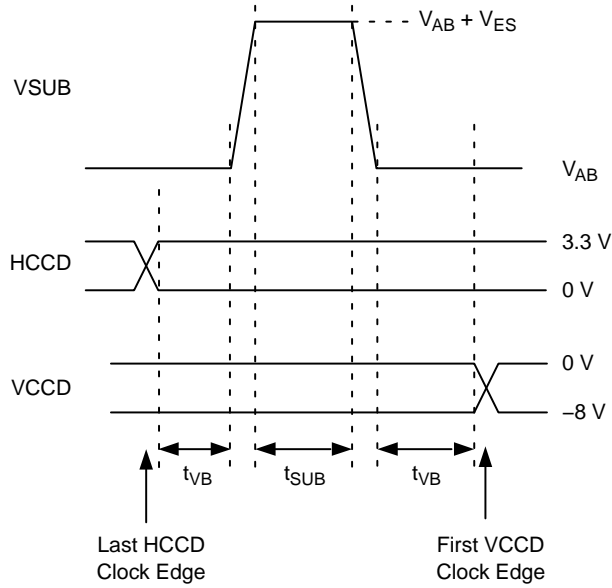 V_AB + V_ES
VSUB
V_AB
3.3 V
HCCD
0 V
0 V
VCCD
–8 V
t_VB
t_SUB
t_VB
Last HCCD
Clock Edge
First VCCD
Clock Edge